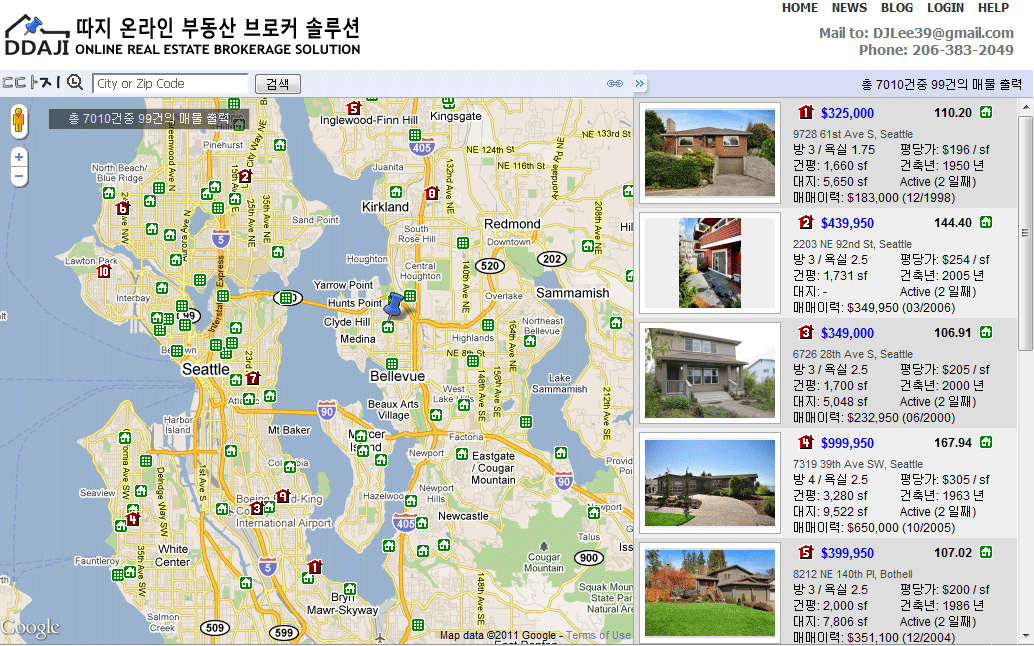 HOME NEWS BLOG LOGIN HELP
따지 온라인 부동산 브로커 솔루션
DDAJI ONLINE REAL ESTATE BROKERAGE SOLUTION
Mail to: DJLee39@gmail.com
Phone: 206-383-2049
ㄷㄷㅏㅈㅣ City or Zip Code 검색 »
총 7010건중 99건의 매물 출력
총 7010건중 99건의 매물 출력
Inglewood-Finn Hill
Kingsgate
NE 133rd St
405
NE 124th St
Pinehurst
NE 116th St
Juanita
North Beach/
Blue Ridge
Kirkland
Sand Point
South
Rose Hill
Redmond
Downtown
Lawton Park
Houghton
Central
Houghton
520
202
Interbay
Yarrow Point
Hunts Point
Overlake
Sammamish
Clyde Hill
Medina
Northeast
Bellevue
Highlands
NE 8th St
Seattle
Bellevue
Lake
Sammamish
West
Beaux Arts
Village
Harbor
Island
90
Mt Baker
Mercer
Island
Factoria
Newport
Eastgate
/ Cougar
Mountain
90
Seaview
Hazelwood
Newport
Hills
International Airport
405
Newcastle
White
Center
Talus
Fauntleroy
5
Cougar
Mountain
900
Bryn
Mawr-Skyway
Salmon
Creek
509
599
Google
Map data ©2011 Google - Terms of Use
1 $325,000 110.20
9728 61st Ave S, Seattle
방 3 / 욕실 1.75 평당가: $196 / sf
건평: 1,660 sf 건축년: 1950 년
대지: 5,650 sf Active (2 일째)
매매이력: $183,000 (12/1998)
2 $439,950 144.40
2203 NE 92nd St, Seattle
방 3 / 욕실 2.5 평당가: $254 / sf
건평: 1,731 sf 건축년: 2005 년
대지: - Active (2 일째)
매매이력: $349,950 (03/2006)
3 $349,000 106.91
6726 28th Ave S, Seattle
방 3 / 욕실 2.5 평당가: $205 / sf
건평: 1,700 sf 건축년: 2000 년
대지: 5,048 sf Active (2 일째)
매매이력: $232,950 (06/2000)
4 $999,950 167.94
7319 39th Ave SW, Seattle
방 4 / 욕실 2.5 평당가: $305 / sf
건평: 3,280 sf 건축년: 1963 년
대지: 9,522 sf Active (2 일째)
매매이력: $650,000 (10/2005)
5 $399,950 107.02
8212 NE 140th Pl, Bothell
방 3 / 욕실 2.5 평당가: $200 / sf
건평: 2,000 sf 건축년: 1986 년
대지: 7,806 sf Active (2 일째)
매매이력: $351,100 (12/2004)